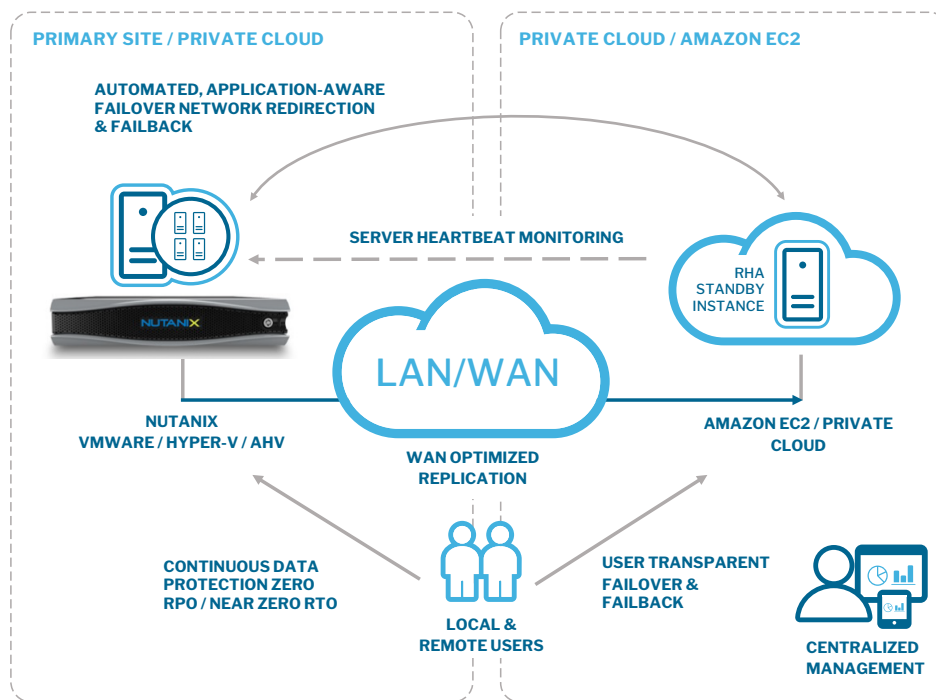 PRIMARY SITE / PRIVATE CLOUD
PRIVATE CLOUD / AMAZON EC2
AUTOMATED, APPLICATION-AWARE
FAILOVER NETWORK REDIRECTION
& FAILBACK
SERVER HEARTBEAT MONITORING
RHA
STANDBY
INSTANCE
NUTANIX
LAN/WAN
NUTANIX
VMWARE / HYPER-V / AHV
AMAZON EC2 / PRIVATE
CLOUD
WAN OPTIMIZED
REPLICATION
CONTINUOUS DATA
PROTECTION ZERO
RPO / NEAR ZERO RTO
USER TRANSPARENT
FAILOVER &
FAILBACK
LOCAL &
REMOTE USERS
CENTRALIZED
MANAGEMENT